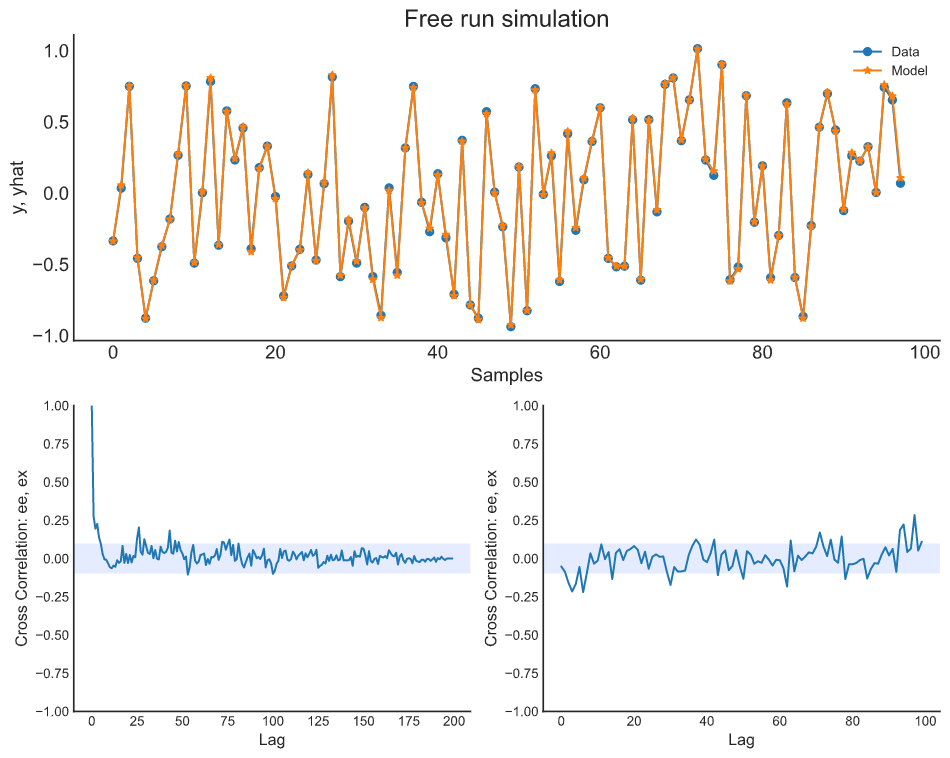 Free run simulation
y, yhat
1.0
0.5
0.0
−0.5
−1.0
Data
Model
0 20 40 60 80 100
Samples
Cross Correlation: ee, ex
1.00
0.75
0.50
0.25
0.00
−0.25
−0.50
−0.75
−1.00
0 25 50 75 100 125 150 175 200
Lag
Cross Correlation: ee, ex
1.00
0.75
0.50
0.25
0.00
−0.25
−0.50
−0.75
−1.00
0 20 40 60 80 100
Lag